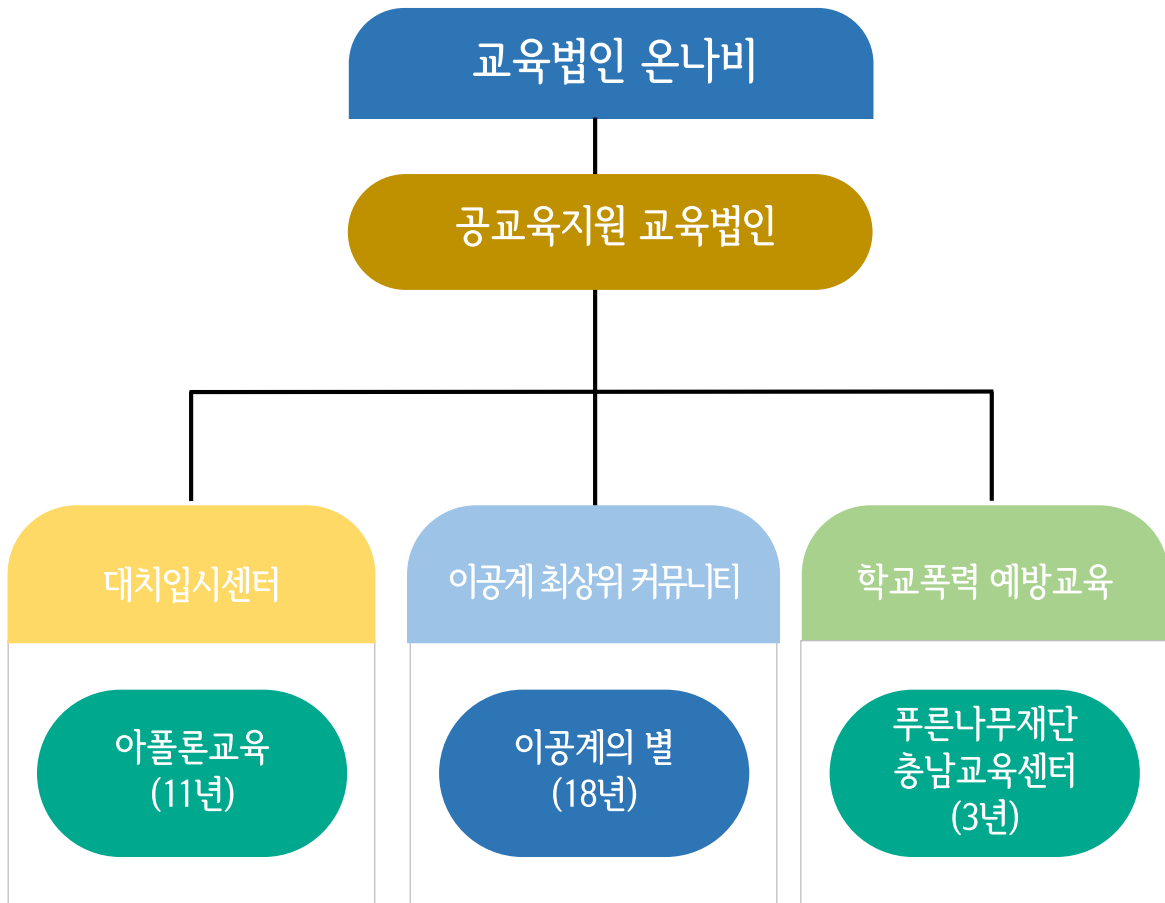 교육법인 온나비
공교육지원 교육법인
대치입시센터
이공계 최상위 커뮤니티
학교폭력 예방교육
아폴론교육
(11년)
이공계의 별
(18년)
푸른나무재단
충남교육센터
(3년)